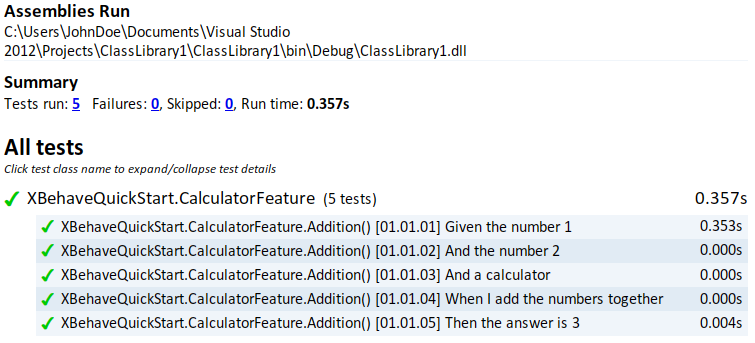 Assemblies Run
C:\Users\JohnDoe\Documents\Visual Studio
2012\Projects\ClassLibrary1\ClassLibrary1\bin\Debug\ClassLibrary1.dll
Summary
Tests run: 5 Failures: 0, Skipped: 0, Run time: 0.357s
All tests
Click test class name to expand/collapse test details
XBehaveQuickStart.CalculatorFeature (5 tests) 0.357s
XBehaveQuickStart.CalculatorFeature.Addition() [01.01.01] Given the number 1 0.353s
XBehaveQuickStart.CalculatorFeature.Addition() [01.01.02] And the number 2 0.000s
XBehaveQuickStart.CalculatorFeature.Addition() [01.01.03] And a calculator 0.000s
XBehaveQuickStart.CalculatorFeature.Addition() [01.01.04] When I add the numbers together 0.000s
XBehaveQuickStart.CalculatorFeature.Addition() [01.01.05] Then the answer is 3 0.004s